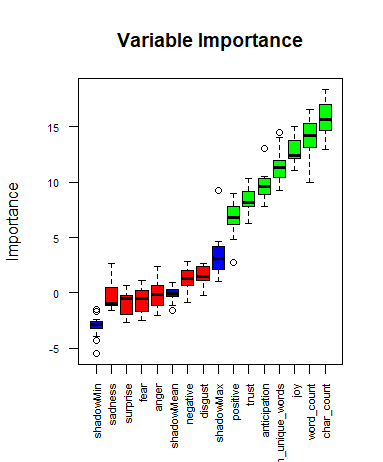 Variable Importance
Importance
15
10
5
0
-5
shadowMin
sadness
surprise
fear
anger
shadowMean
negative
disgust
shadowMax
positive
trust
anticipation
n_unique_words
joy
word_count
char_count